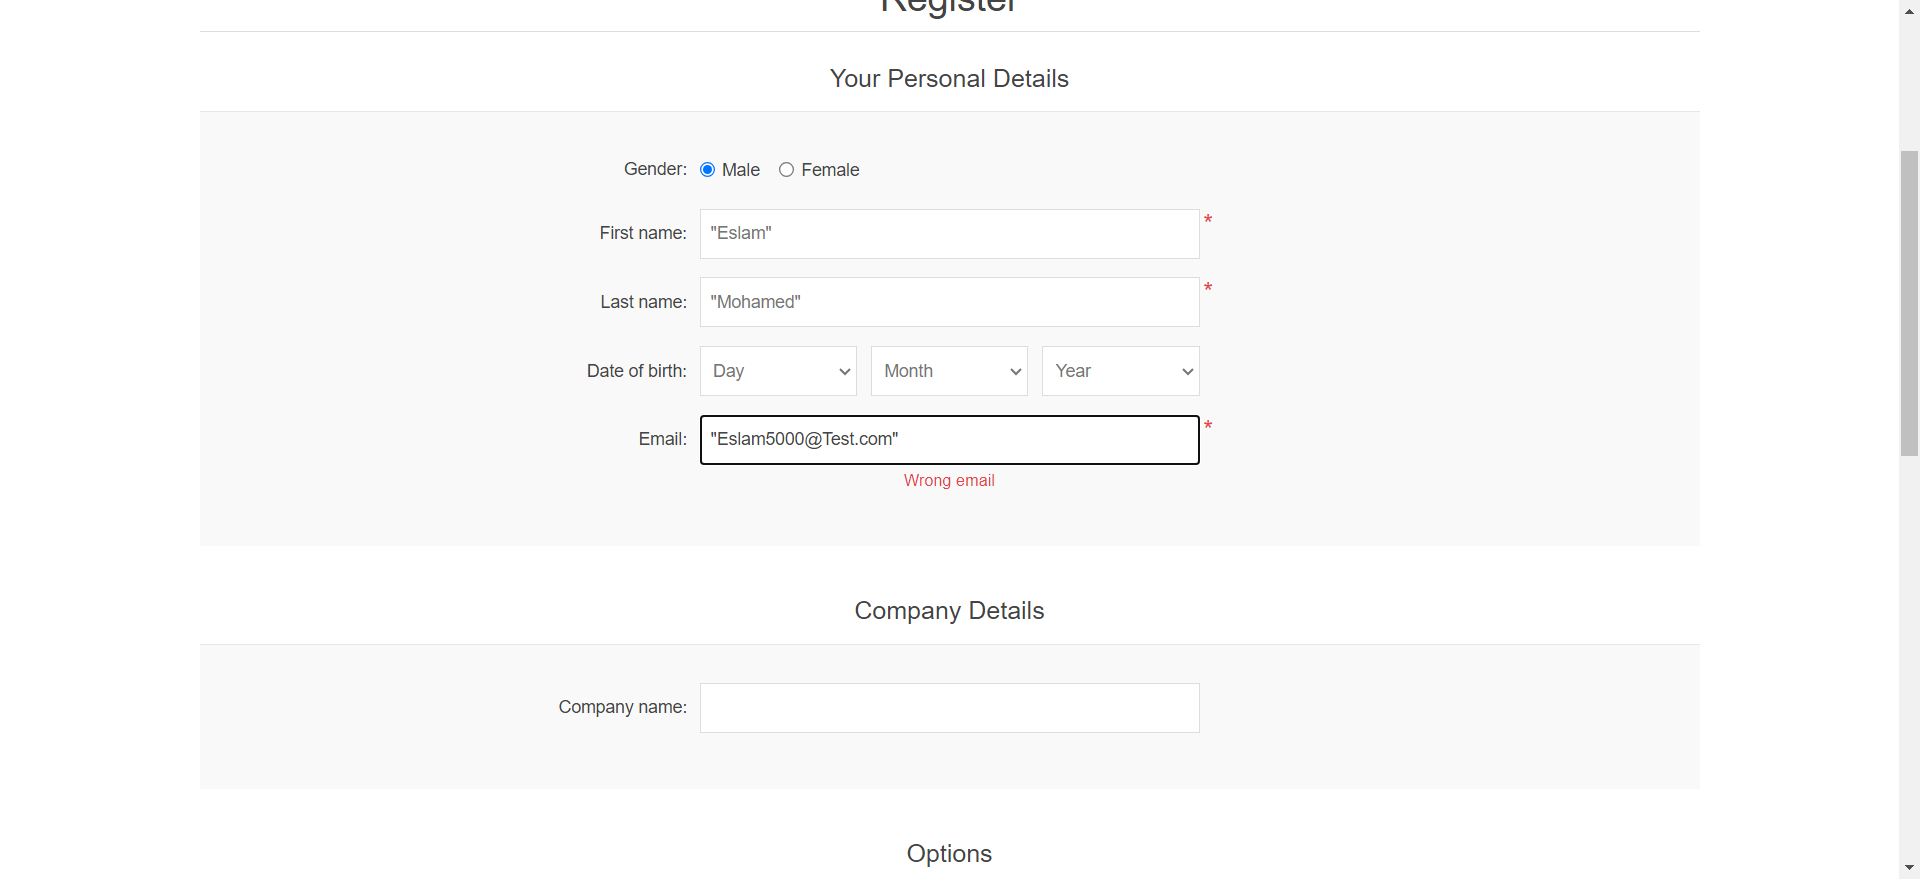 Register
Your Personal Details
Gender: Male Female
First name: "Eslam" *
Last name: "Mohamed" *
Date of birth: Day Month Year
Email: "Eslam5000@Test.com" *
Wrong email
Company Details
Company name:
Options